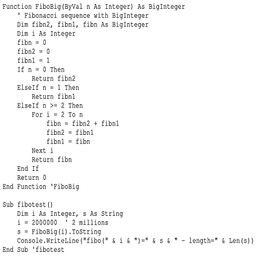 Function FiboBig(ByVal n As Integer) As BigInteger
    ' Fibonacci sequence with BigInteger
    Dim fibn2, fibn1, fibn As BigInteger
    Dim i As Integer
    fibn = 0
    fibn2 = 0
    fibn1 = 1
    If n = 0 Then
        Return fibn2
    ElseIf n = 1 Then
        Return fibn1
    ElseIf n >= 2 Then
        For i = 2 To n
            fibn = fibn2 + fibn1
            fibn2 = fibn1
            fibn1 = fibn
        Next i
        Return fibn
    End If
    Return 0
End Function 'FiboBig

Sub fibotest()
    Dim i As Integer, s As String
    i = 2000000  ' 2 millions
    s = FiboBig(i).ToString
    Console.WriteLine("fibo(" & i & ")=" & s & " - length=" & Len(s))
End Sub 'fibotest